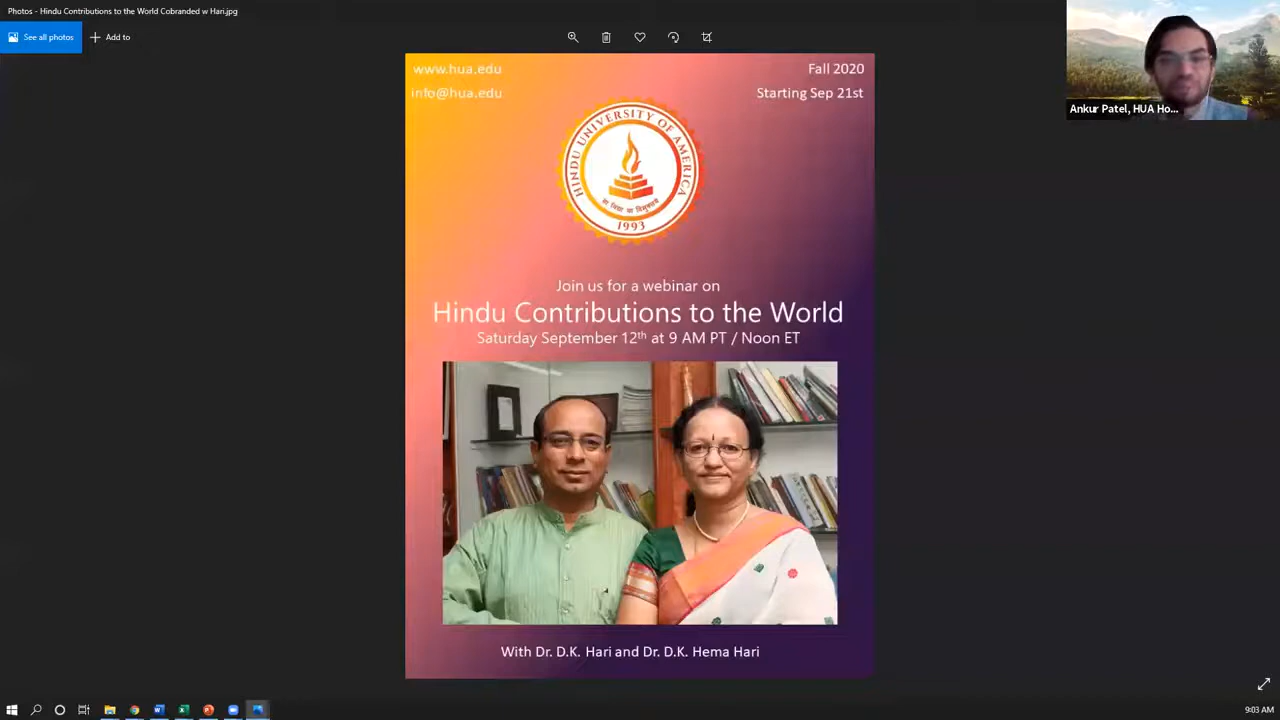 Photos - Hindu Contributions to the World Cobranded w Hari.jpg
See all photos
Add to
Ankur Patel, HUA Ho...
www.hua.edu
info@hua.edu
Fall 2020
Starting Sep 21st
HINDU UNIVERSITY OF AMERICA
सा विद्या या विमुक्तये
1993
Join us for a webinar on
Hindu Contributions to the World
Saturday September 12th at 9 AM PT / Noon ET
With Dr. D.K. Hari and Dr. D.K. Hema Hari
9:03 AM